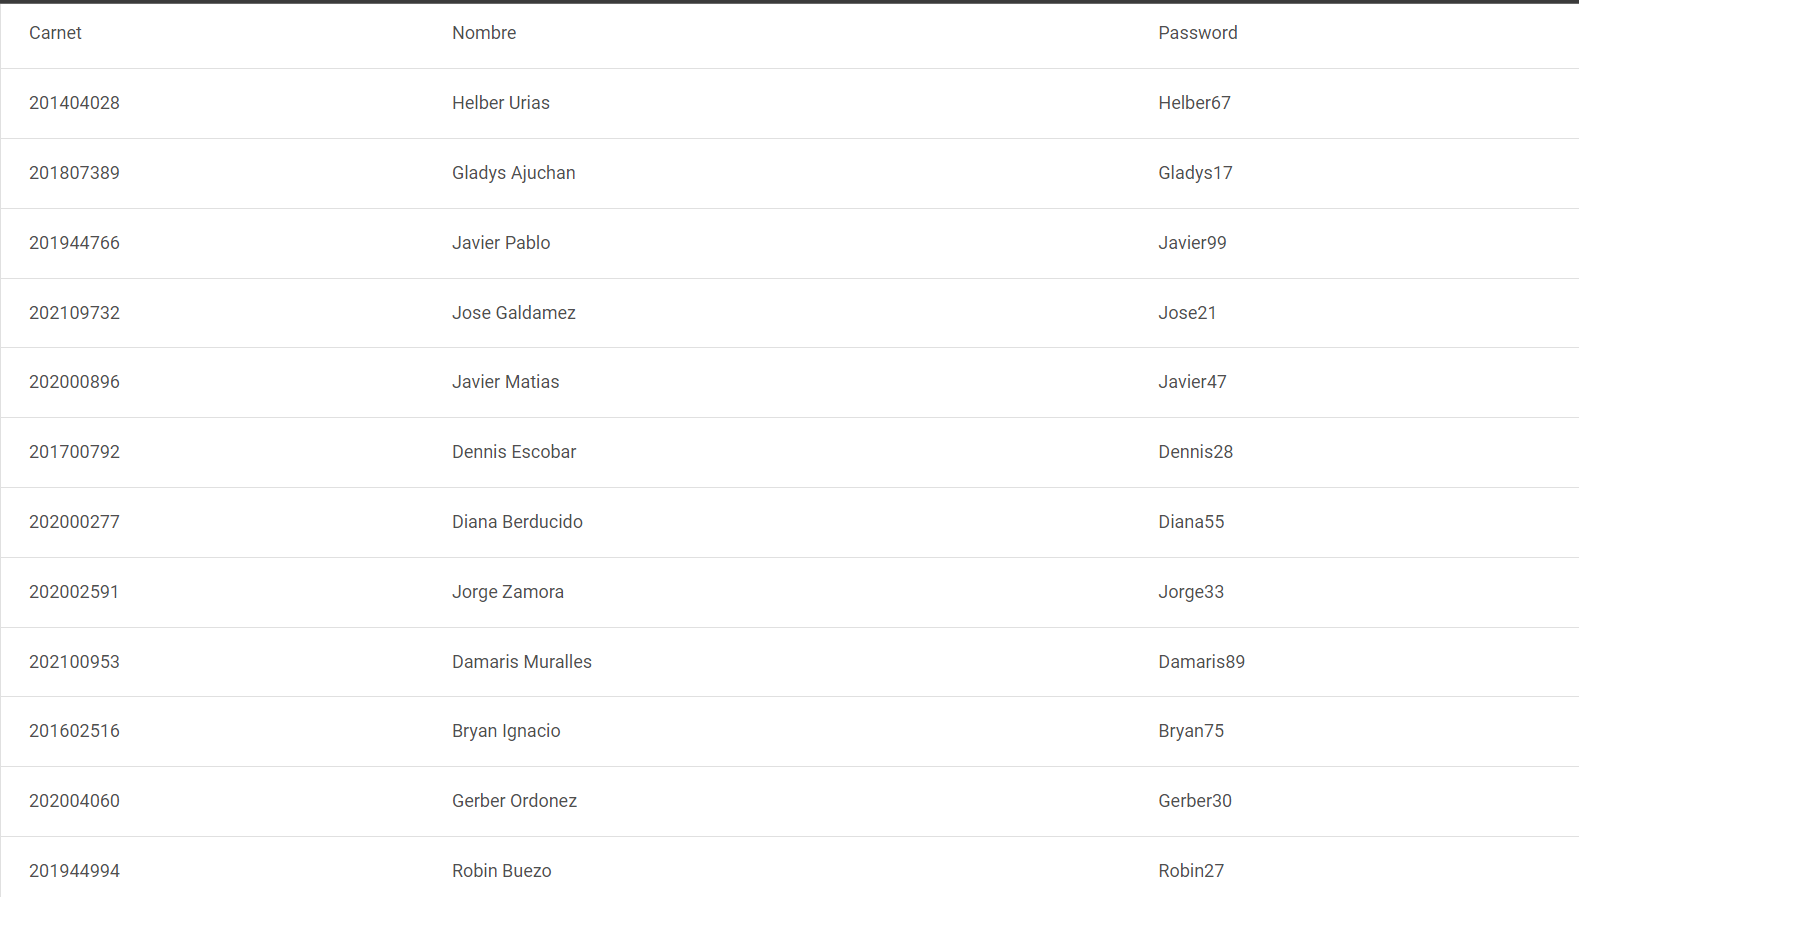 Carnet Nombre Password
201404028 Helber Urias Helber67
201807389 Gladys Ajuchan Gladys17
201944766 Javier Pablo Javier99
202109732 Jose Galdamez Jose21
202000896 Javier Matias Javier47
201700792 Dennis Escobar Dennis28
202000277 Diana Berducido Diana55
202002591 Jorge Zamora Jorge33
202100953 Damaris Muralles Damaris89
201602516 Bryan Ignacio Bryan75
202004060 Gerber Ordonez Gerber30
201944994 Robin Buezo Robin27